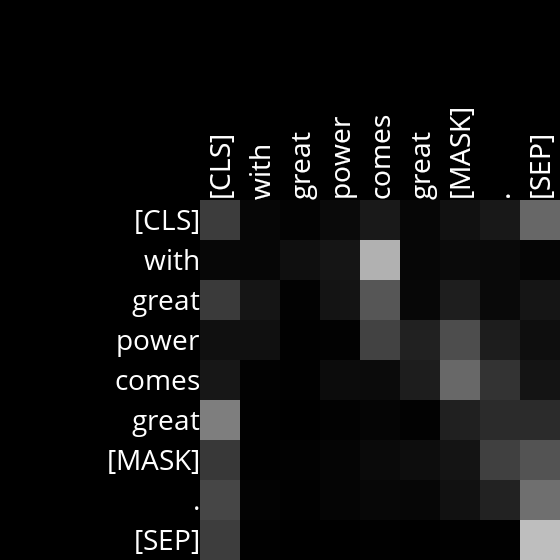 [CLS] with great power comes great [MASK] . [SEP]
[CLS]
with
great
power
comes
great
[MASK]
.
[SEP]